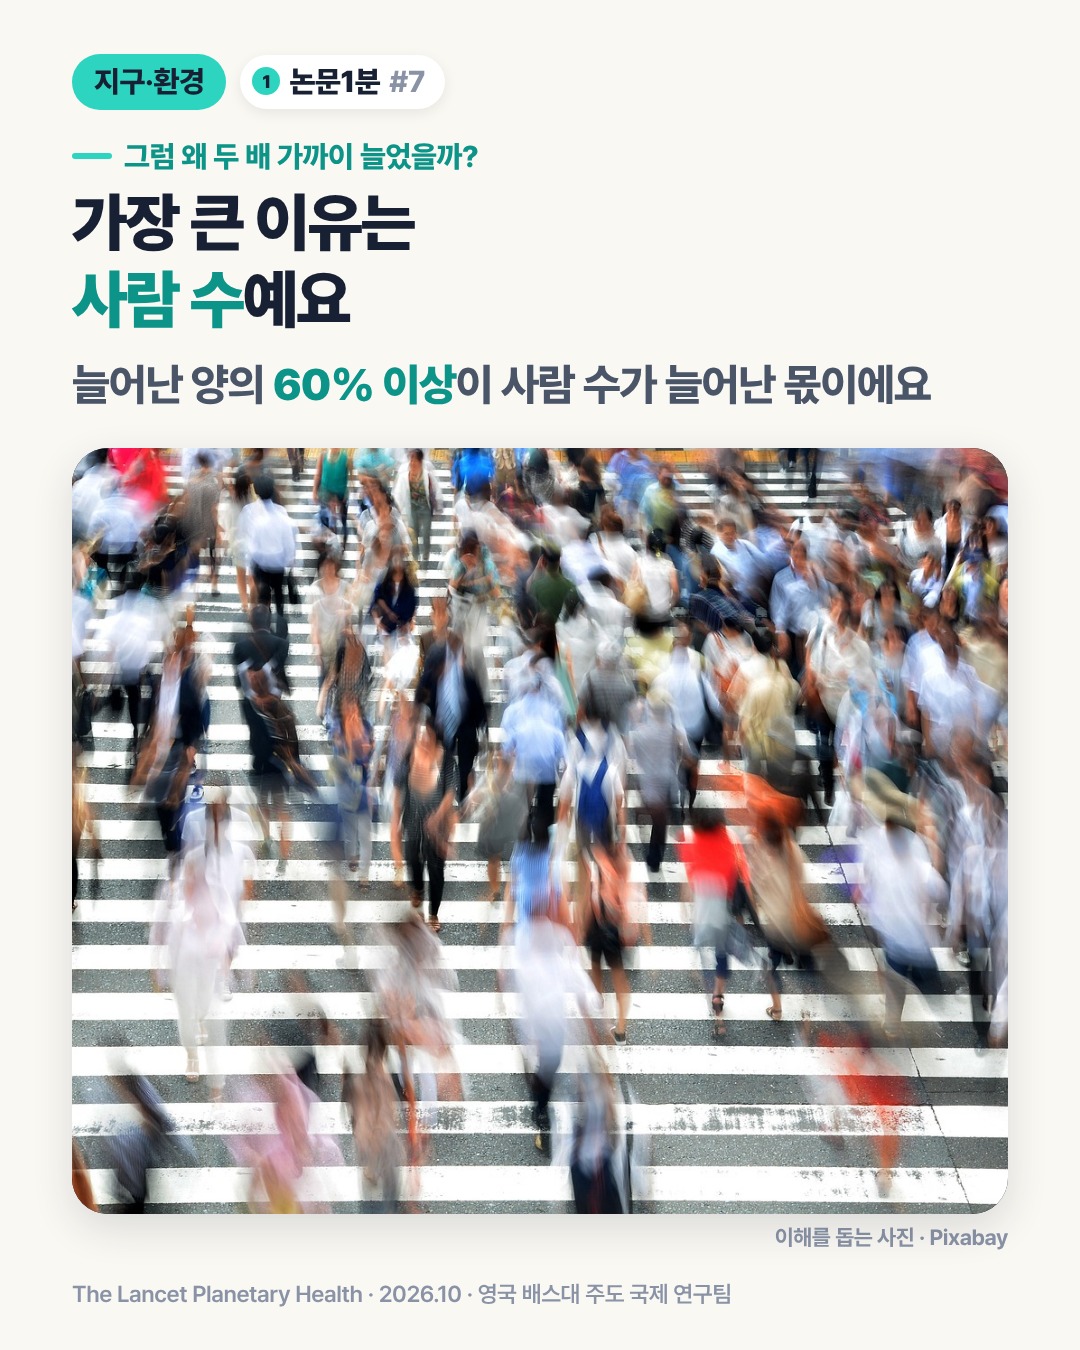 지구·환경
1 논문1분 #7
그럼 왜 두 배 가까이 늘었을까?
가장 큰 이유는
사람 수예요
늘어난 양의 60% 이상이 사람 수가 늘어난 몫이에요
이해를 돕는 사진 · Pixabay
The Lancet Planetary Health · 2026.10 · 영국 배스대 주도 국제 연구팀